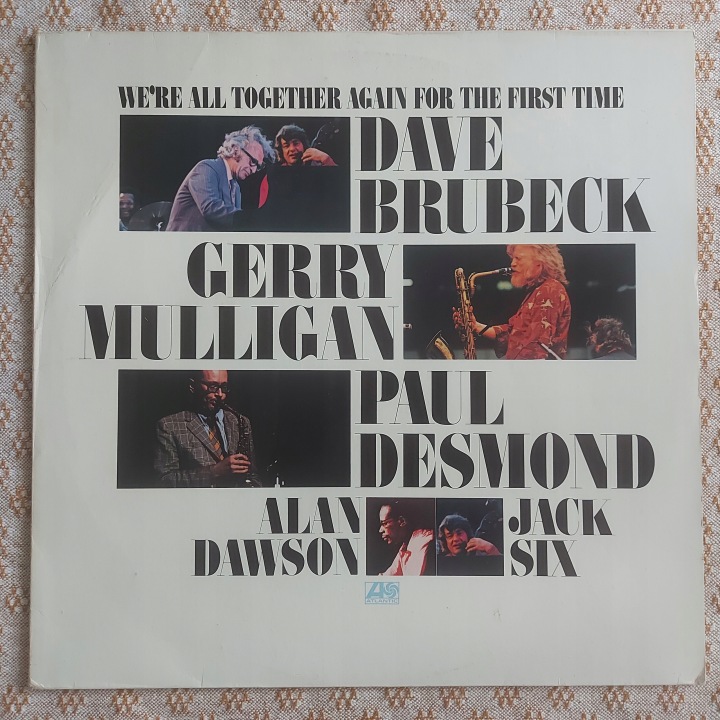 WE'RE ALL TOGETHER AGAIN FOR THE FIRST TIME
DAVE
BRUBECK
GERRY
MULLIGAN
PAUL
DESMOND
ALAN
DAWSON
JACK
SIX
ATLANTIC